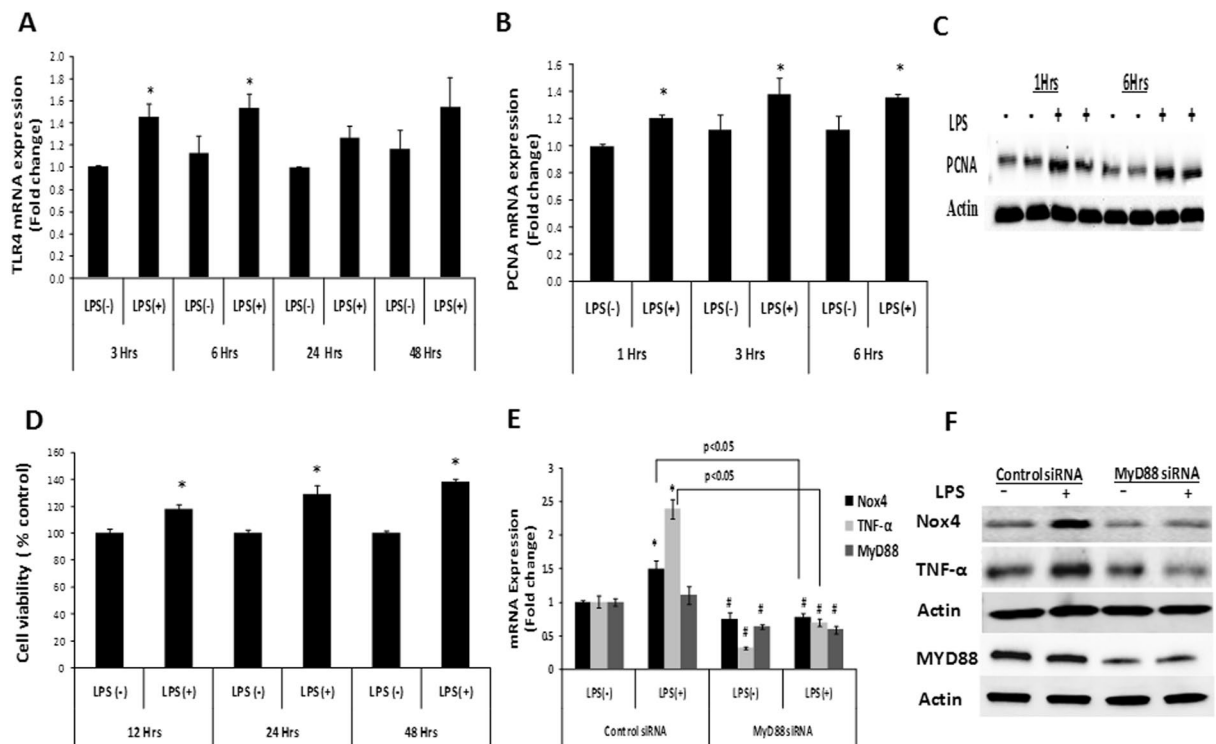 A
TLR4 mRNA expression
(Fold change)
2.0
1.8
1.6
1.4
1.2
1.0
0.8
0.6
0.4
0.2
0.0
* *
LPS(-) LPS(+) LPS(-) LPS(+) LPS(-) LPS(+) LPS(-) LPS(+)
3 Hrs 6 Hrs 24 Hrs 48 Hrs
B
PCNA mRNA expression
(Fold change)
1.6
1.4
1.2
1.0
0.8
0.6
0.4
0.2
0.0
* * *
LPS(-) LPS(+) LPS(-) LPS(+) LPS(-) LPS(+)
1 Hrs 3 Hrs 6 Hrs
C
1Hrs 6Hrs
LPS - - + + - - + +
PCNA
Actin
D
Cell viability ( % control)
160
140
120
100
80
60
40
20
0
* * *
LPS (-) LPS (+) LPS (-) LPS (+) LPS (-) LPS (+)
12 Hrs 24 Hrs 48 Hrs
E
mRNA Expression
(Fold change)
3
2.5
2
1.5
1
0.5
0
p<0.05
p<0.05
* *
# # # # # #
Nox4
TNF-α
MyD88
LPS(-) LPS(+) LPS(-) LPS(+)
Control siRNA MyD88 siRNA
F
Control siRNA MyD88 siRNA
LPS − + − +
Nox4
TNF-α
Actin
MYD88
Actin